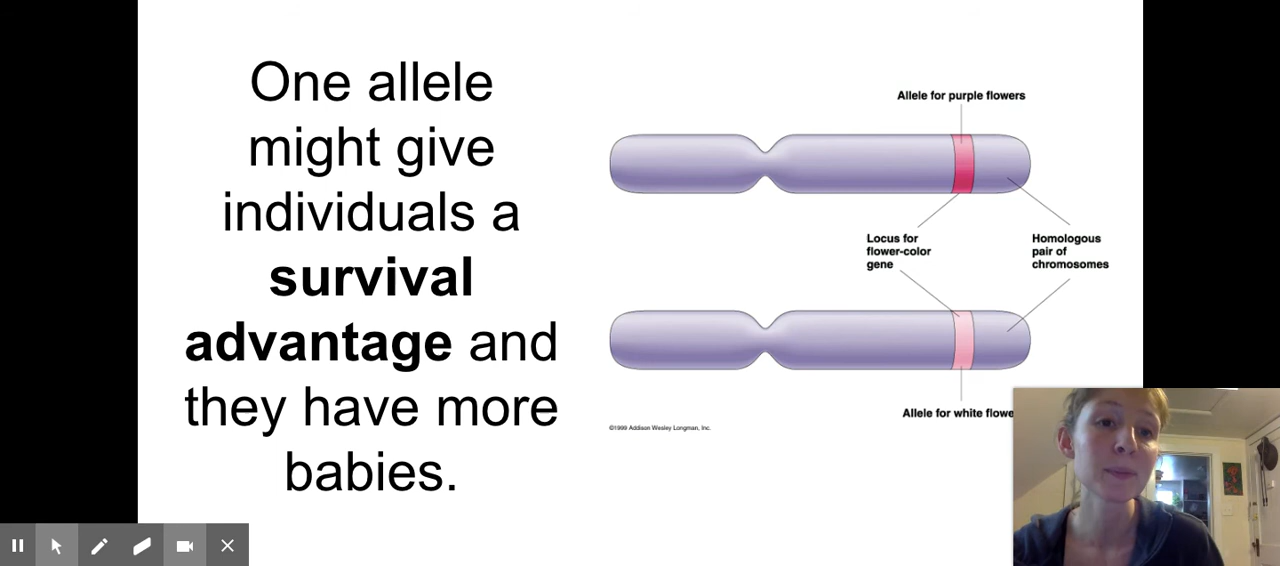 One allele
might give
individuals a
survival
advantage and
they have more
babies.
Allele for purple flowers
Locus for
flower-color
gene
Homologous
pair of
chromosomes
Allele for white
©1999 Addison Wesley Longman, Inc.